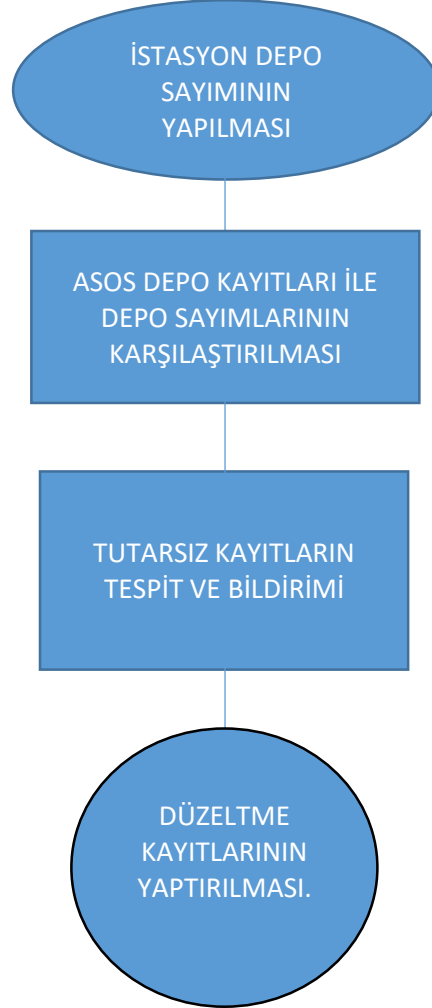 İSTASYON DEPO
SAYIMININ
YAPILMASI
ASOS DEPO KAYITLARI İLE
DEPO SAYIMLARININ
KARŞILAŞTIRILMASI
TUTARSIZ KAYITLARIN
TESPİT VE BİLDİRİMİ
DÜZELTME
KAYITLARININ
YAPTIRILMASI.